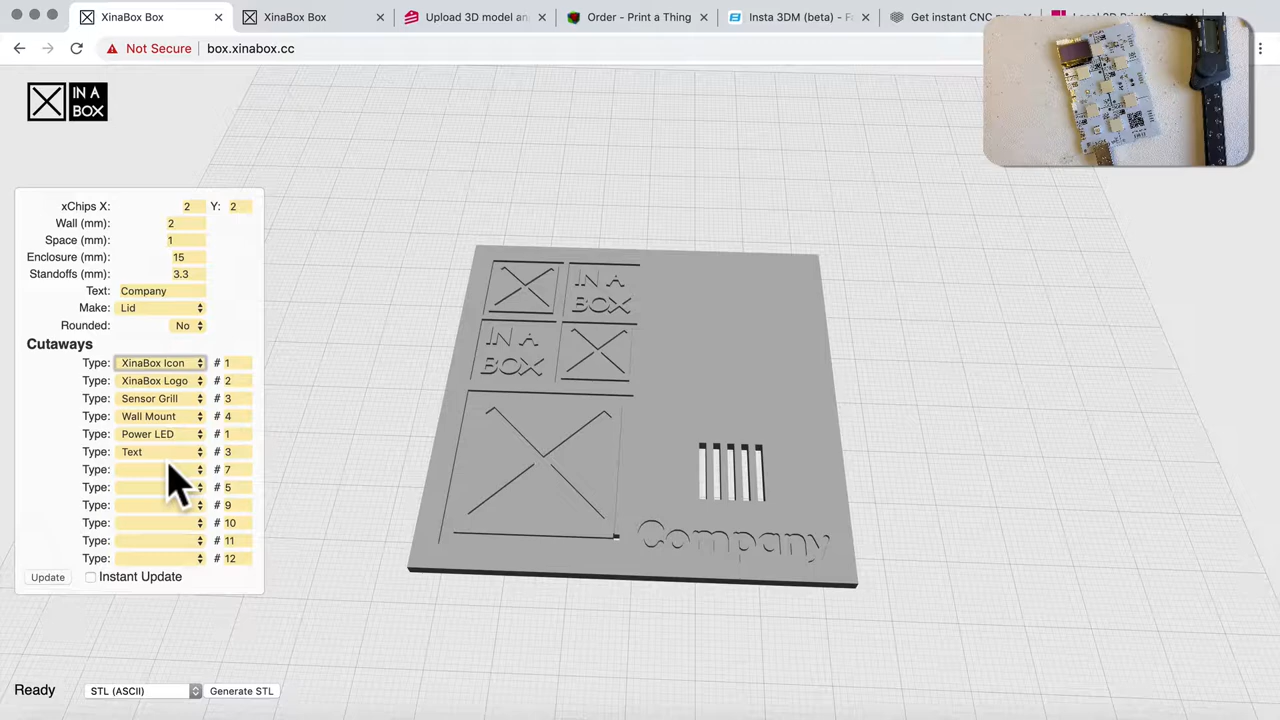 XinaBox Box
XinaBox Box
Upload 3D model an
Order - Print a Thing
Insta 3DM (beta) - F
Get instant CNC m
Local 3D Printing S
Not Secure
box.xinabox.cc
IN A
BOX
xChips X: 2 Y: 2
Wall (mm): 2
Space (mm): 1
Enclosure (mm): 15
Standoffs (mm): 3.3
Text: Company
Make: Lid
Rounded: No
Cutaways
Type: XinaBox Icon # 1
Type: XinaBox Logo # 2
Type: Sensor Grill # 3
Type: Wall Mount # 4
Type: Power LED # 1
Type: Text # 3
Type: # 7
Type: # 5
Type: # 9
Type: # 10
Type: # 11
Type: # 12
Update Instant Update
IN A
BOX
IN A
BOX
Company
Ready STL (ASCII) Generate STL